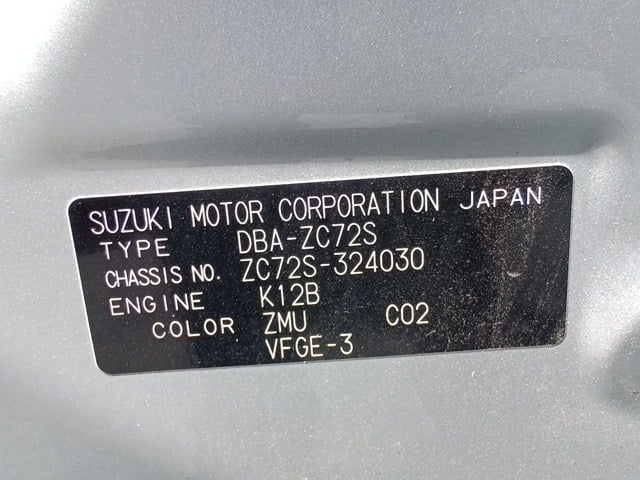 SUZUKI MOTOR CORPORATION JAPAN
TYPE DBA-ZC72S
CHASSIS NO. ZC72S-324030
ENGINE K12B
COLOR ZMU C02
VFGE-3